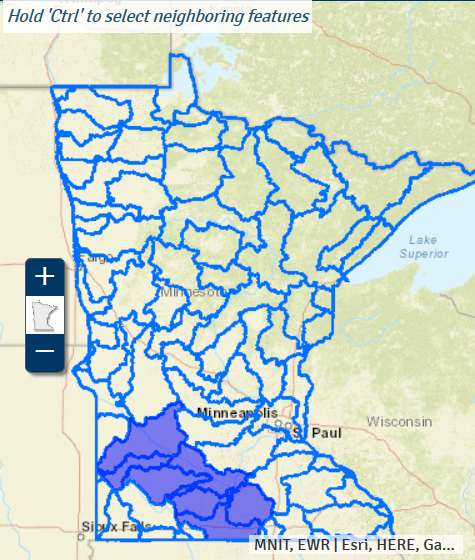 Hold 'Ctrl' to select neighboring features
Fargo
Lake
Superior
+
Minnesota
−
Minneapolis
St. Paul
Wisconsin
Sioux Falls
MNIT, EWR | Esri, HERE, Ga...